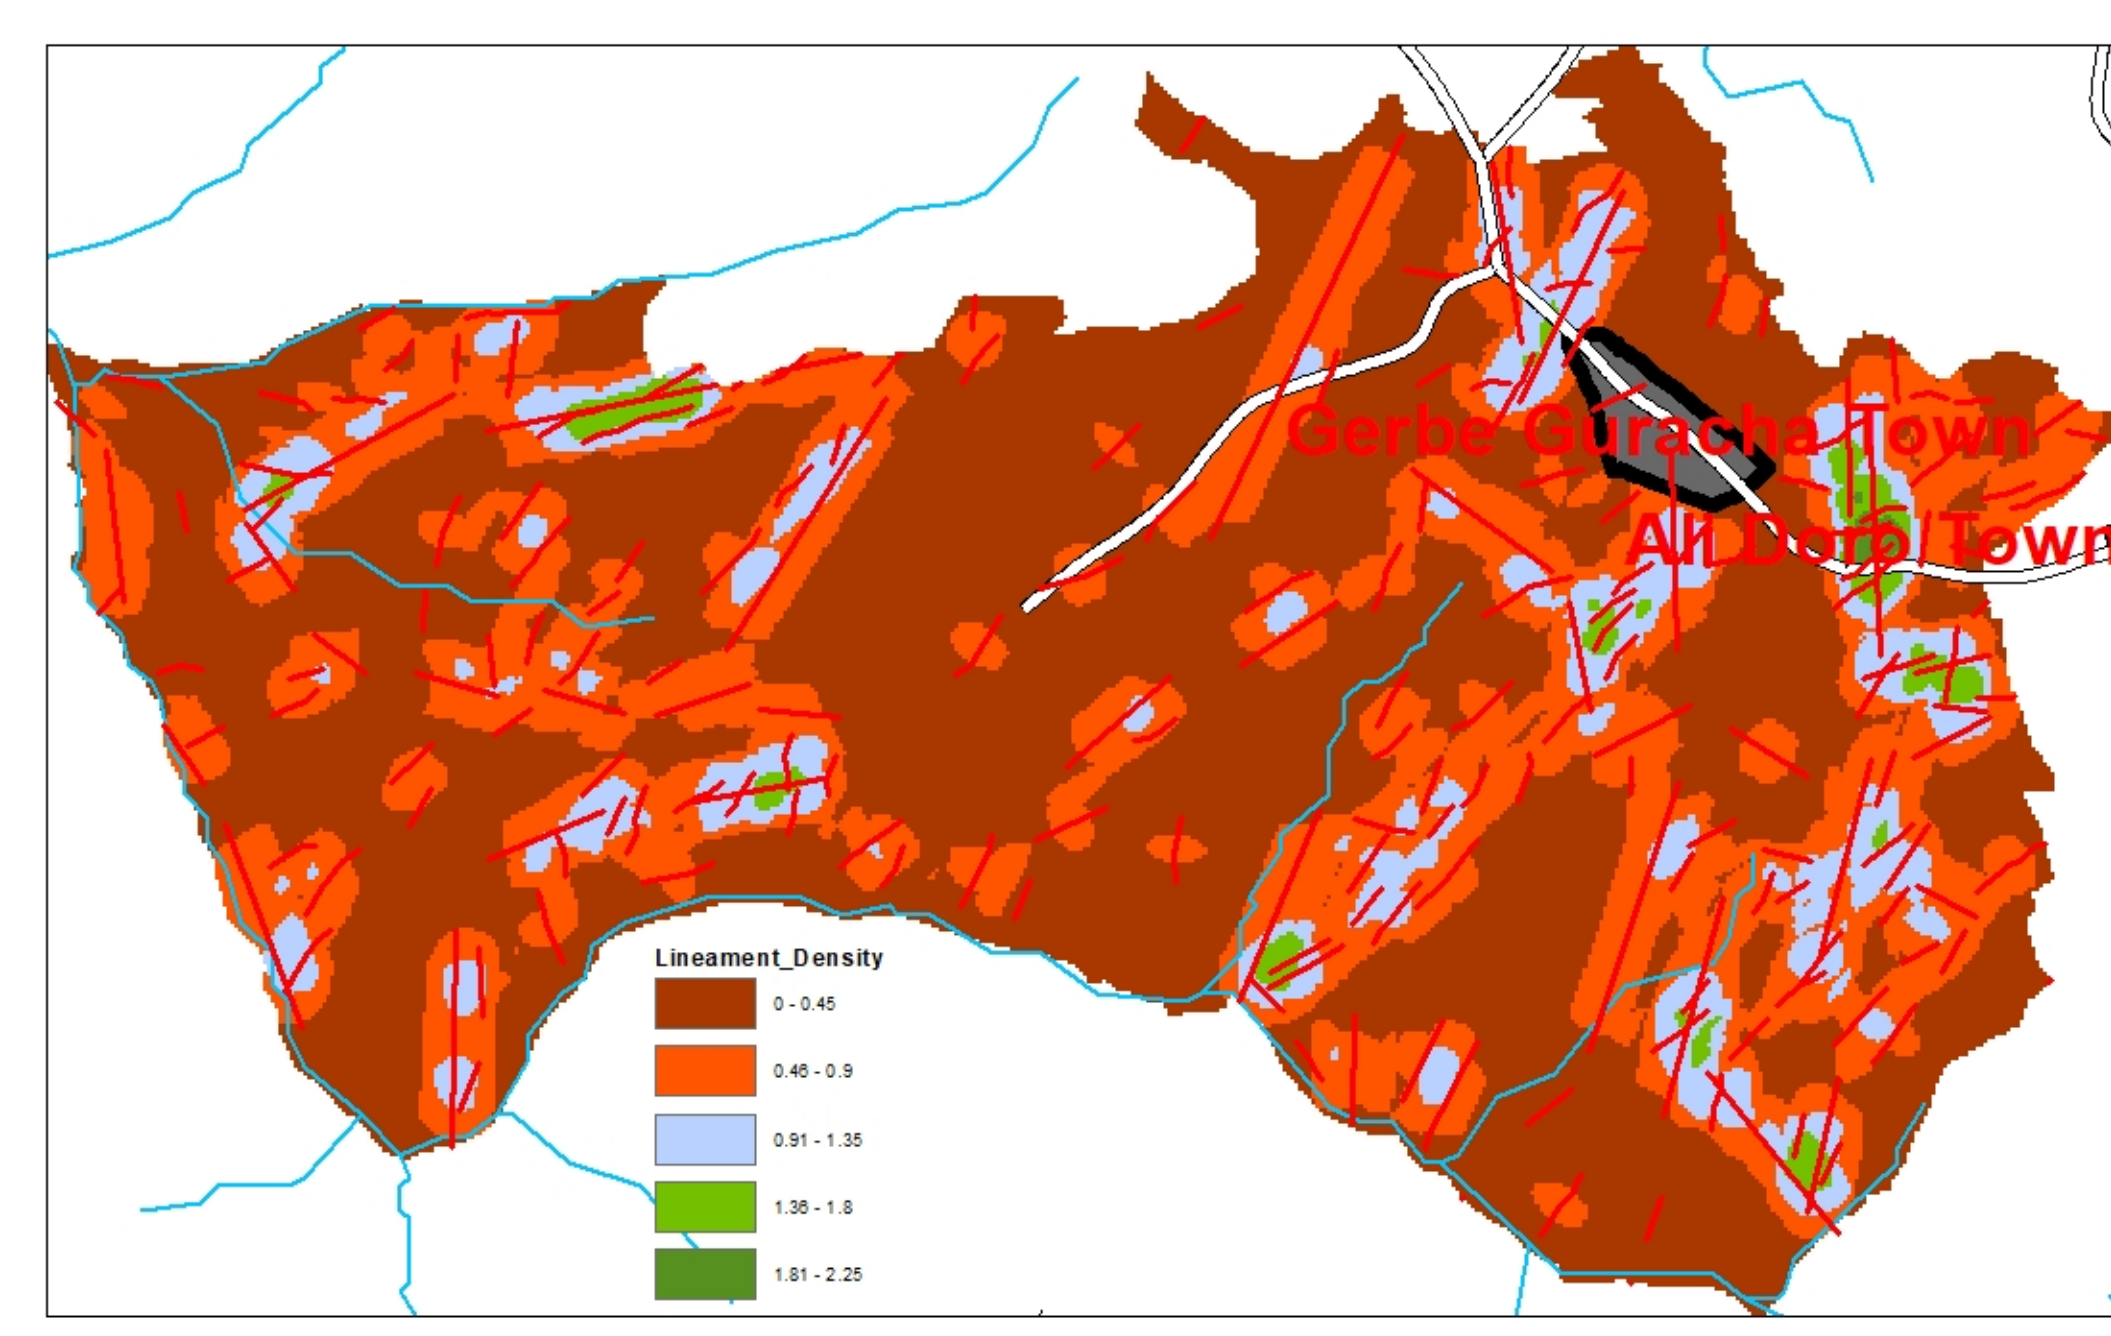 Gerbe Guracha Town
Ali Doro Town
Lineament_Density
0 - 0.45
0.46 - 0.9
0.91 - 1.35
1.36 - 1.8
1.81 - 2.25